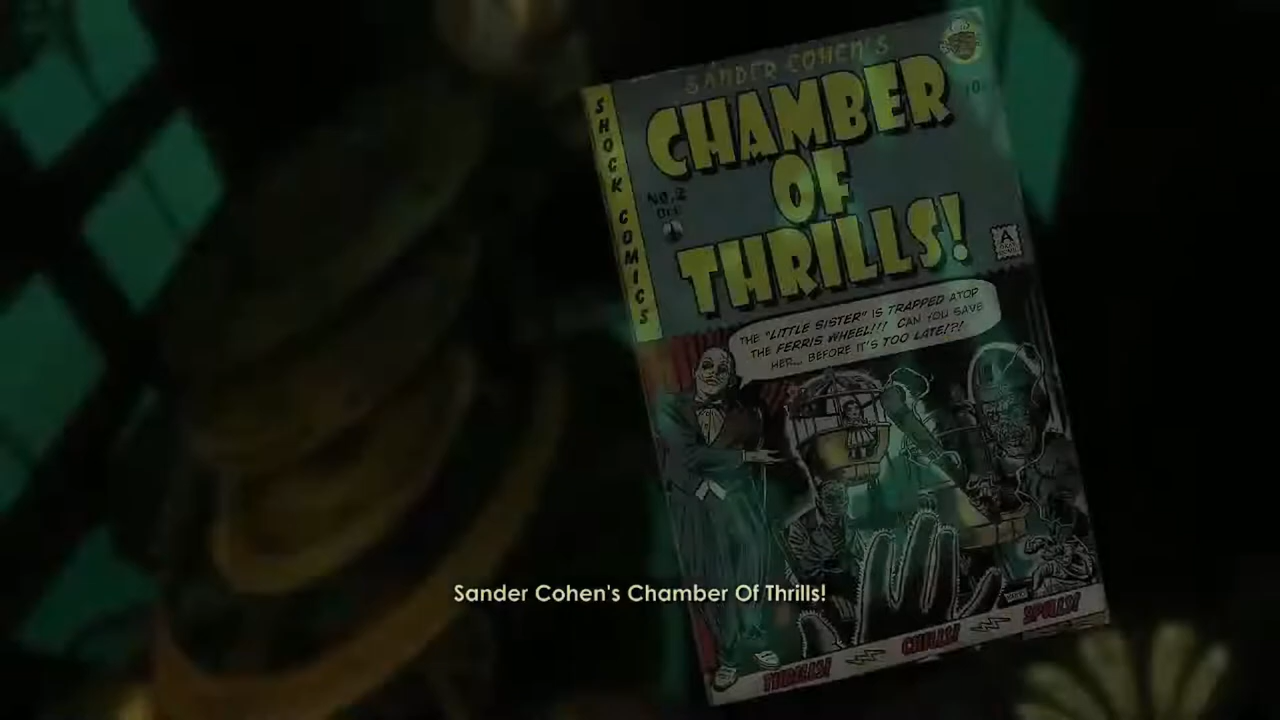 SANDER COHEN'S
CHAMBER
OF
THRILLS!
SHOCK COMICS
10¢
NO.2
DEC
A
THE "LITTLE SISTER" IS TRAPPED ATOP
THE FERRIS WHEEL!!! CAN YOU SAVE
HER... BEFORE IT'S TOO LATE!?!
Sander Cohen's Chamber Of Thrills!
THRILLS! CHILLS! SPILLS!